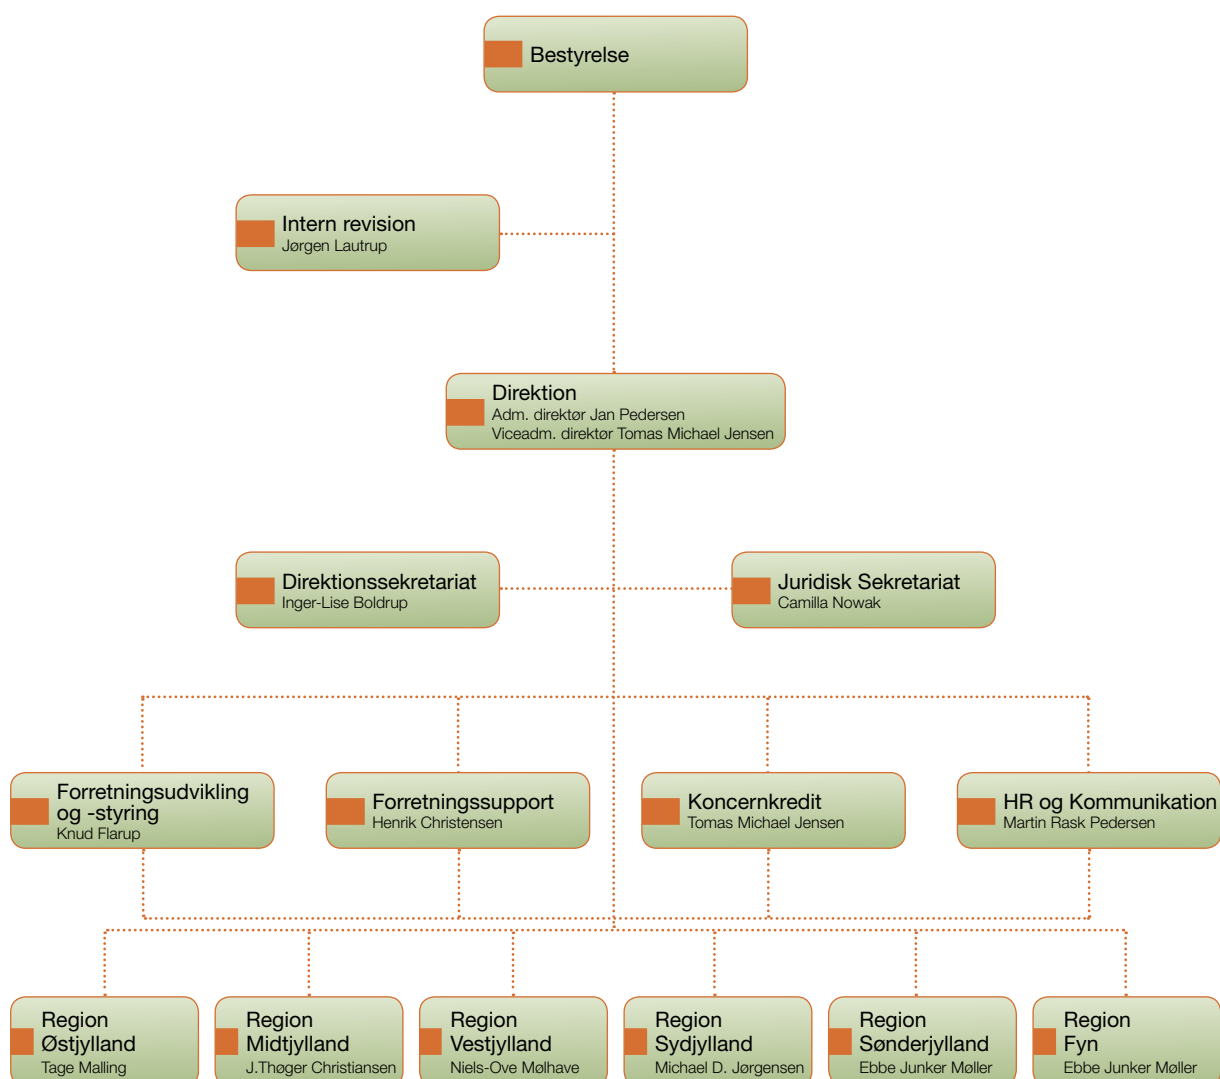 Bestyrelse
Intern revision
Jørgen Lautrup
Direktion
Adm. direktør Jan Pedersen
Viceadm. direktør Tomas Michael Jensen
Direktionssekretariat
Inger-Lise Boldrup
Juridisk Sekretariat
Camilla Nowak
Forretningsudvikling
og -styring
Knud Flarup
Forretningssupport
Henrik Christensen
Koncernkredit
Tomas Michael Jensen
HR og Kommunikation
Martin Rask Pedersen
Region
Østjylland
Tage Malling
Region
Midtjylland
J.Thøger Christiansen
Region
Vestjylland
Niels-Ove Mølhave
Region
Sydjylland
Michael D. Jørgensen
Region
Sønderjylland
Ebbe Junker Møller
Region
Fyn
Ebbe Junker Møller